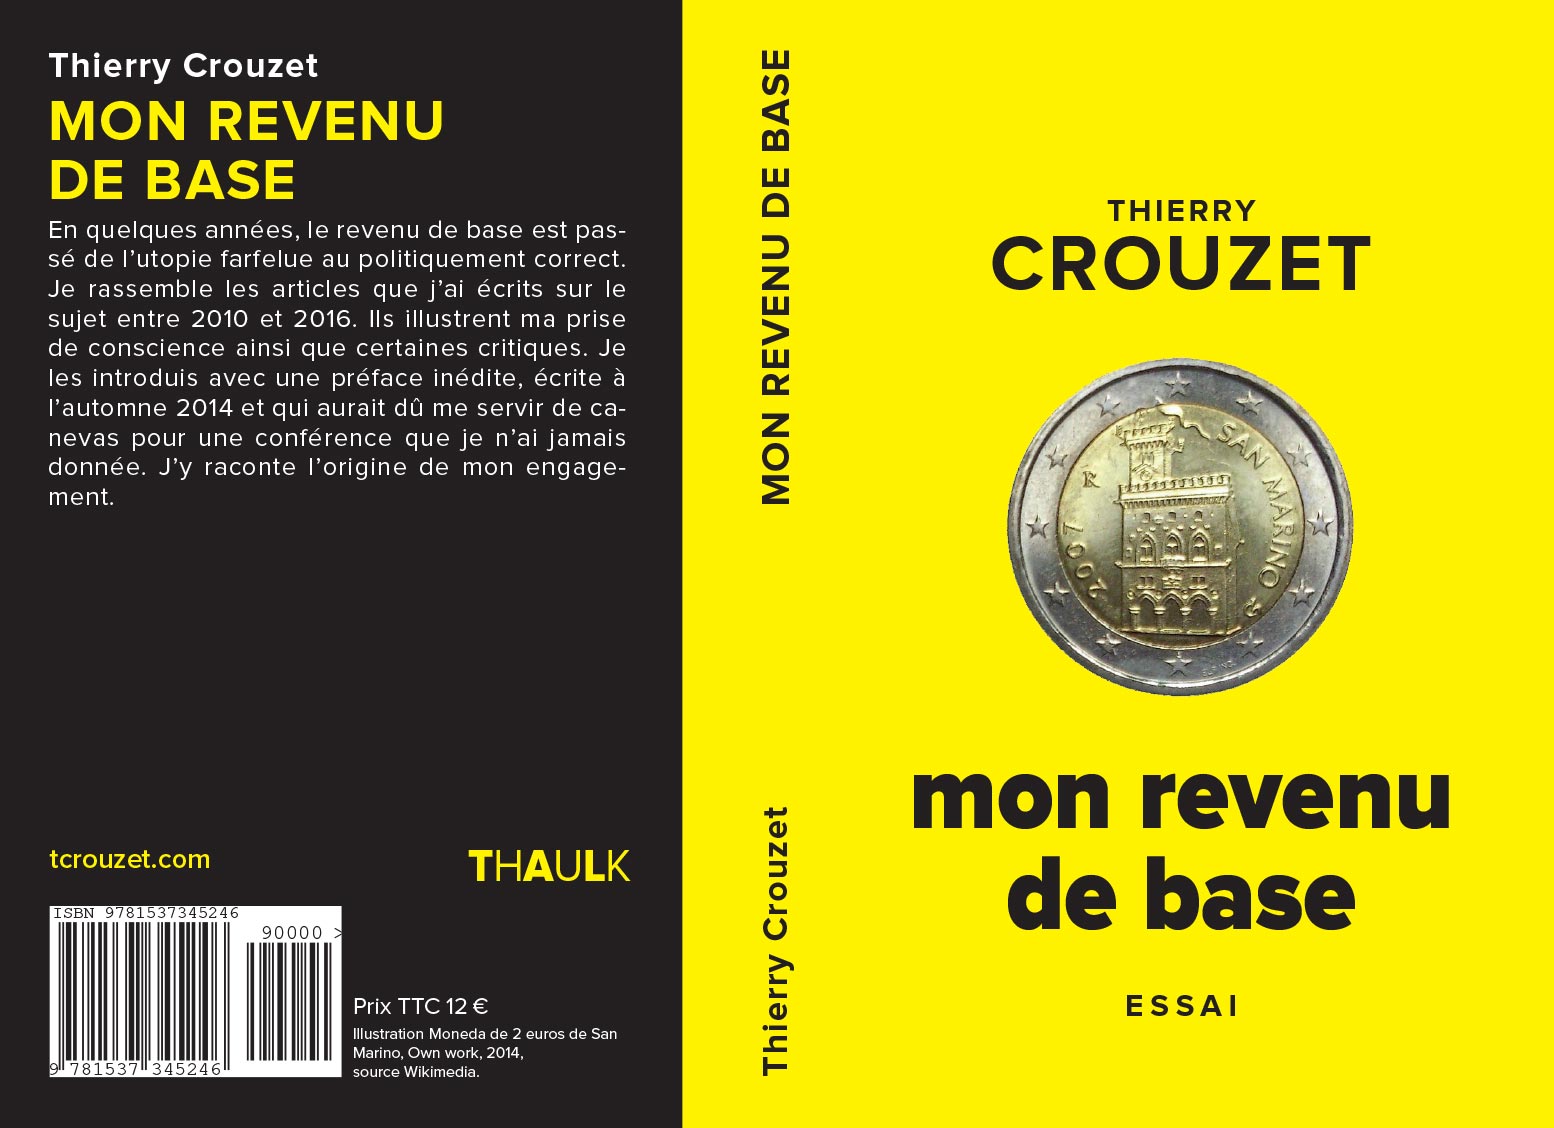 Thierry Crouzet
MON REVENU
DE BASE
En quelques années, le revenu de base est pas-
sé de l’utopie farfelue au politiquement correct.
Je rassemble les articles que j’ai écrits sur le
sujet entre 2010 et 2016. Ils illustrent ma prise
de conscience ainsi que certaines critiques. Je
les introduis avec une préface inédite, écrite à
l’automne 2014 et qui aurait dû me servir de ca-
nevas pour une conférence que je n’ai jamais
donnée. J’y raconte l’origine de mon engage-
ment.
tcrouzet.com
THAULK
ISBN 9781537345246
90000 >
9 781537 345246
Prix TTC 12 €
Illustration Moneda de 2 euros de San
Marino, Own work, 2014,
source Wikimedia.
MON REVENU DE BASE
Thierry Crouzet
THIERRY
CROUZET
SAN MARINO
R
2007
mon revenu
de base
ESSAI